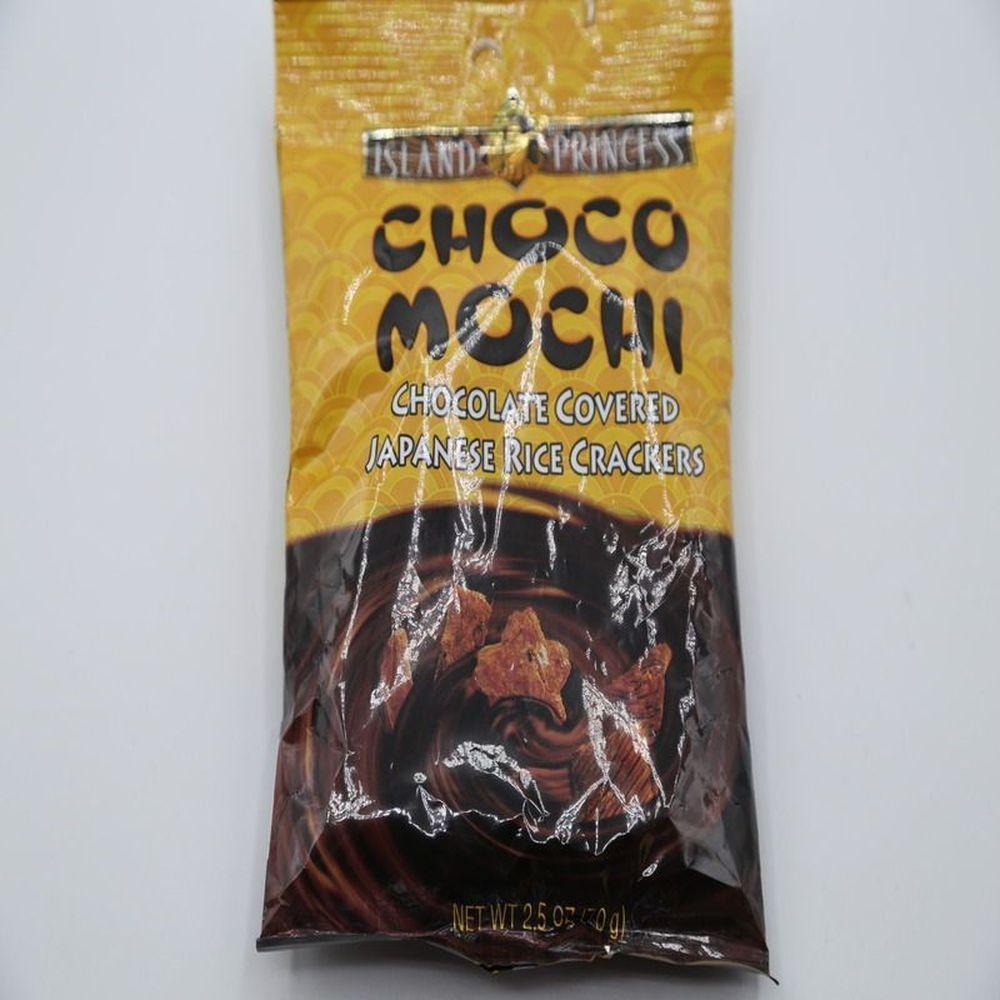 ISLAND PRINCESS
CHOCO
MOCHI
CHOCOLATE COVERED
JAPANESE RICE CRACKERS
NET WT 2.5 OZ (70 g)